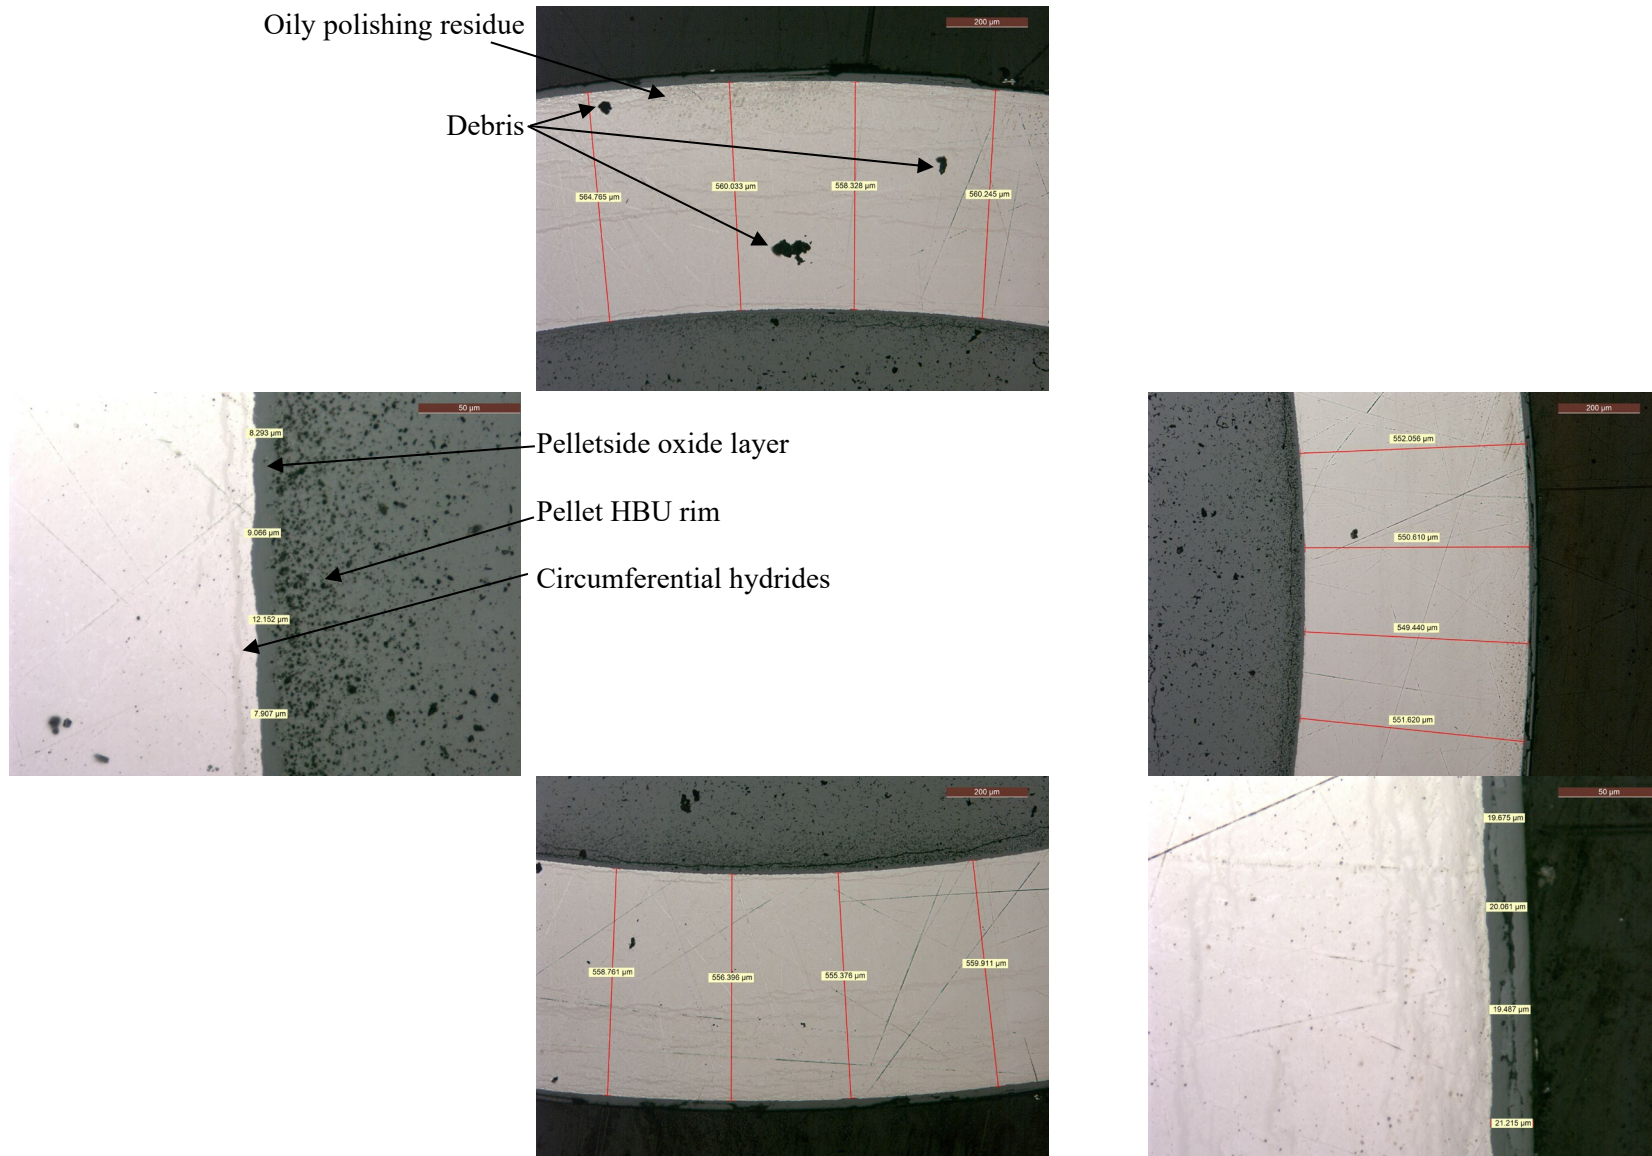 Oily polishing residue
200 µm
Debris
560.033 µm
558.328 µm
564.765 µm
560.245 µm
50 µm
200 µm
8.293 µm
552.056 µm
Pelletside oxide layer
9.066 µm
Pellet HBU rim
550.610 µm
Circumferential hydrides
12.152 µm
549.440 µm
7.907 µm
551.620 µm
200 µm
50 µm
19.675 µm
20.061 µm
558.761 µm
556.396 µm
555.376 µm
559.911 µm
19.487 µm
21.215 µm